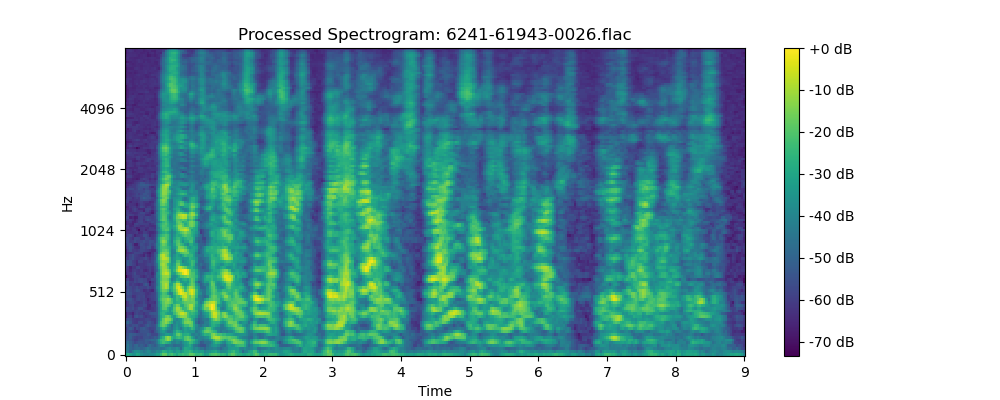 Processed Spectrogram: 6241-61943-0026.flac
+0 dB
4096
-10 dB
-20 dB
2048
-30 dB
Hz
1024
-40 dB
-50 dB
512
-60 dB
0
-70 dB
0 1 2 3 4 5 6 7 8 9
Time